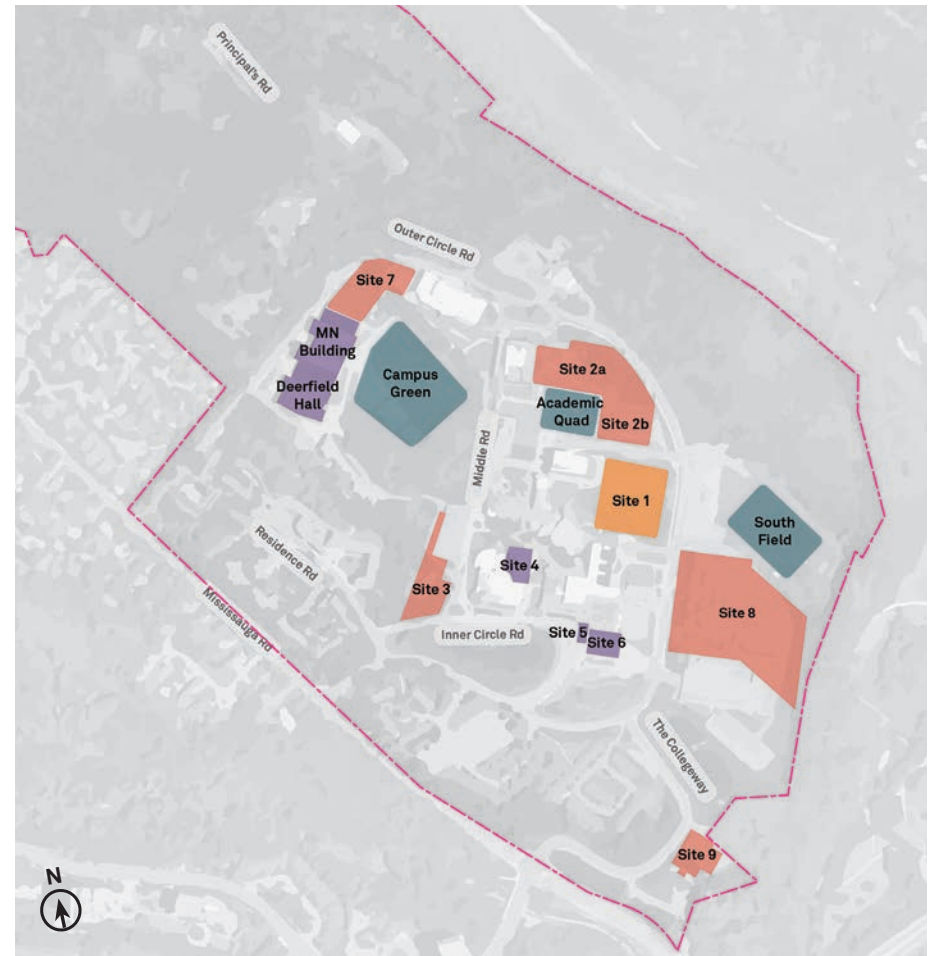 Principal's Rd
Outer Circle Rd
Site 7
MN
Building
Deerfield
Hall
Campus
Green
Site 2a
Academic
Quad
Site 2b
Middle Rd
Site 1
South
Field
Residence Rd
Site 4
Site 3
Mississauga Rd
Inner Circle Rd
Site 5
Site 6
Site 8
The Collegeway
Site 9
N